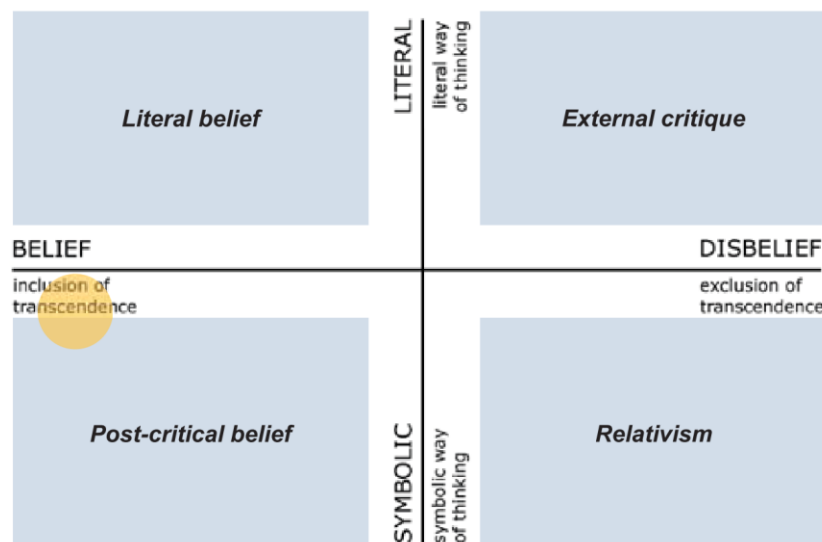 LITERAL
literal way
of thinking
Literal belief
External critique
BELIEF
DISBELIEF
inclusion of
transcendence
exclusion of
transcendence
Post-critical belief
Relativism
SYMBOLIC
symbolic way
of thinking